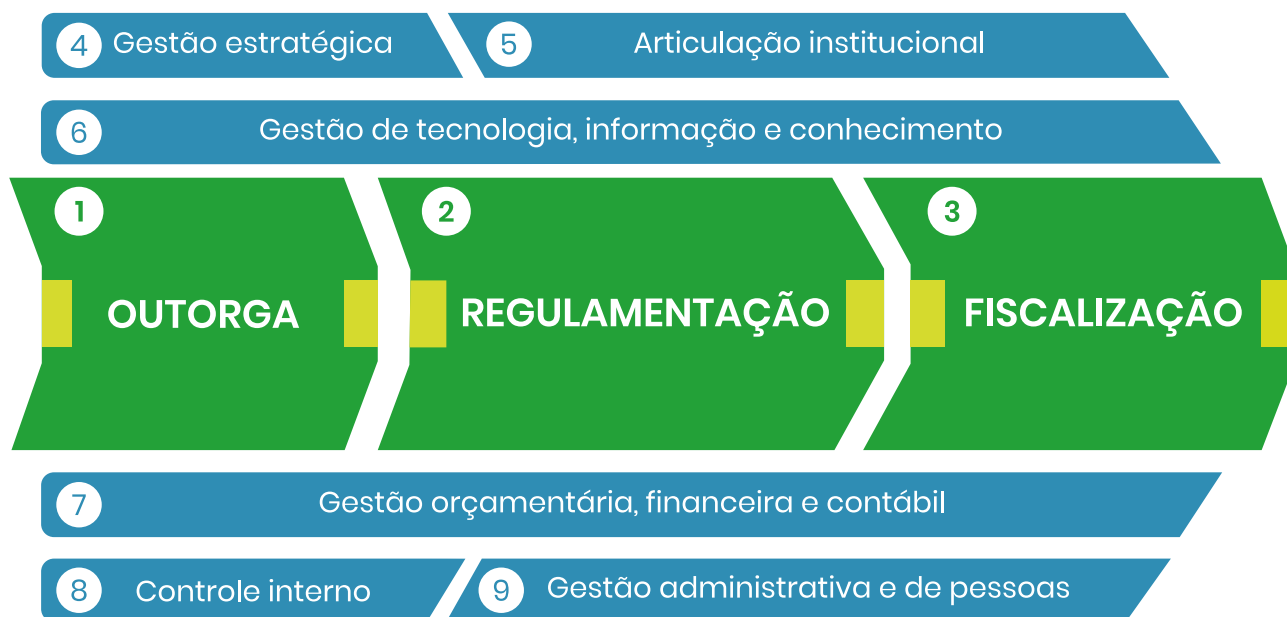 4 Gestão estratégica
5 Articulação institucional
6 Gestão de tecnologia, informação e conhecimento
1
OUTORGA
2
REGULAMENTAÇÃO
3
FISCALIZAÇÃO
7 Gestão orçamentária, financeira e contábil
8 Controle interno
9 Gestão administrativa e de pessoas